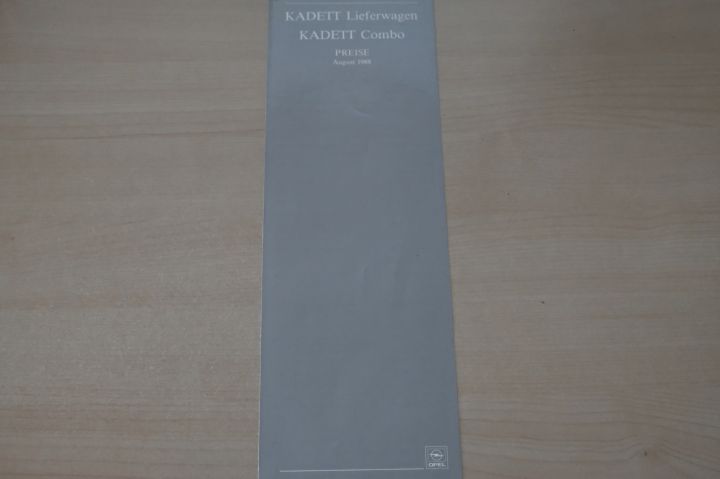 KADETT Lieferwagen
KADETT Combo
PREISE
August 1988
OPEL